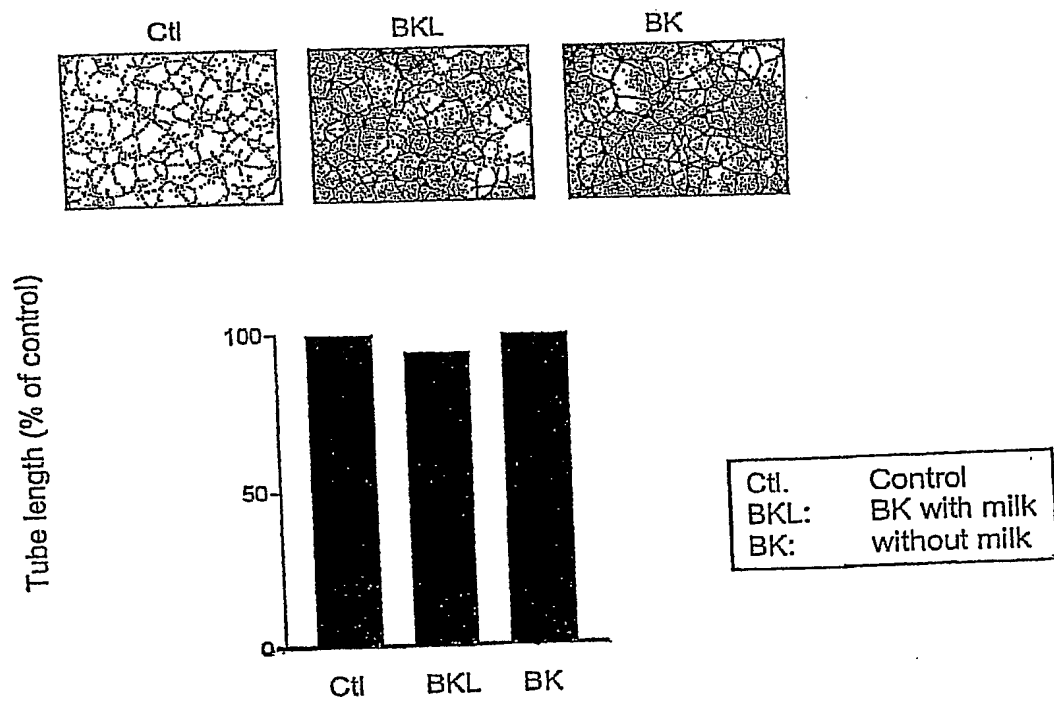 Ctl BKL BK
Tube length (% of control)
100
50
0
Ctl BKL BK
Ctl. Control
BKL: BK with milk
BK: without milk